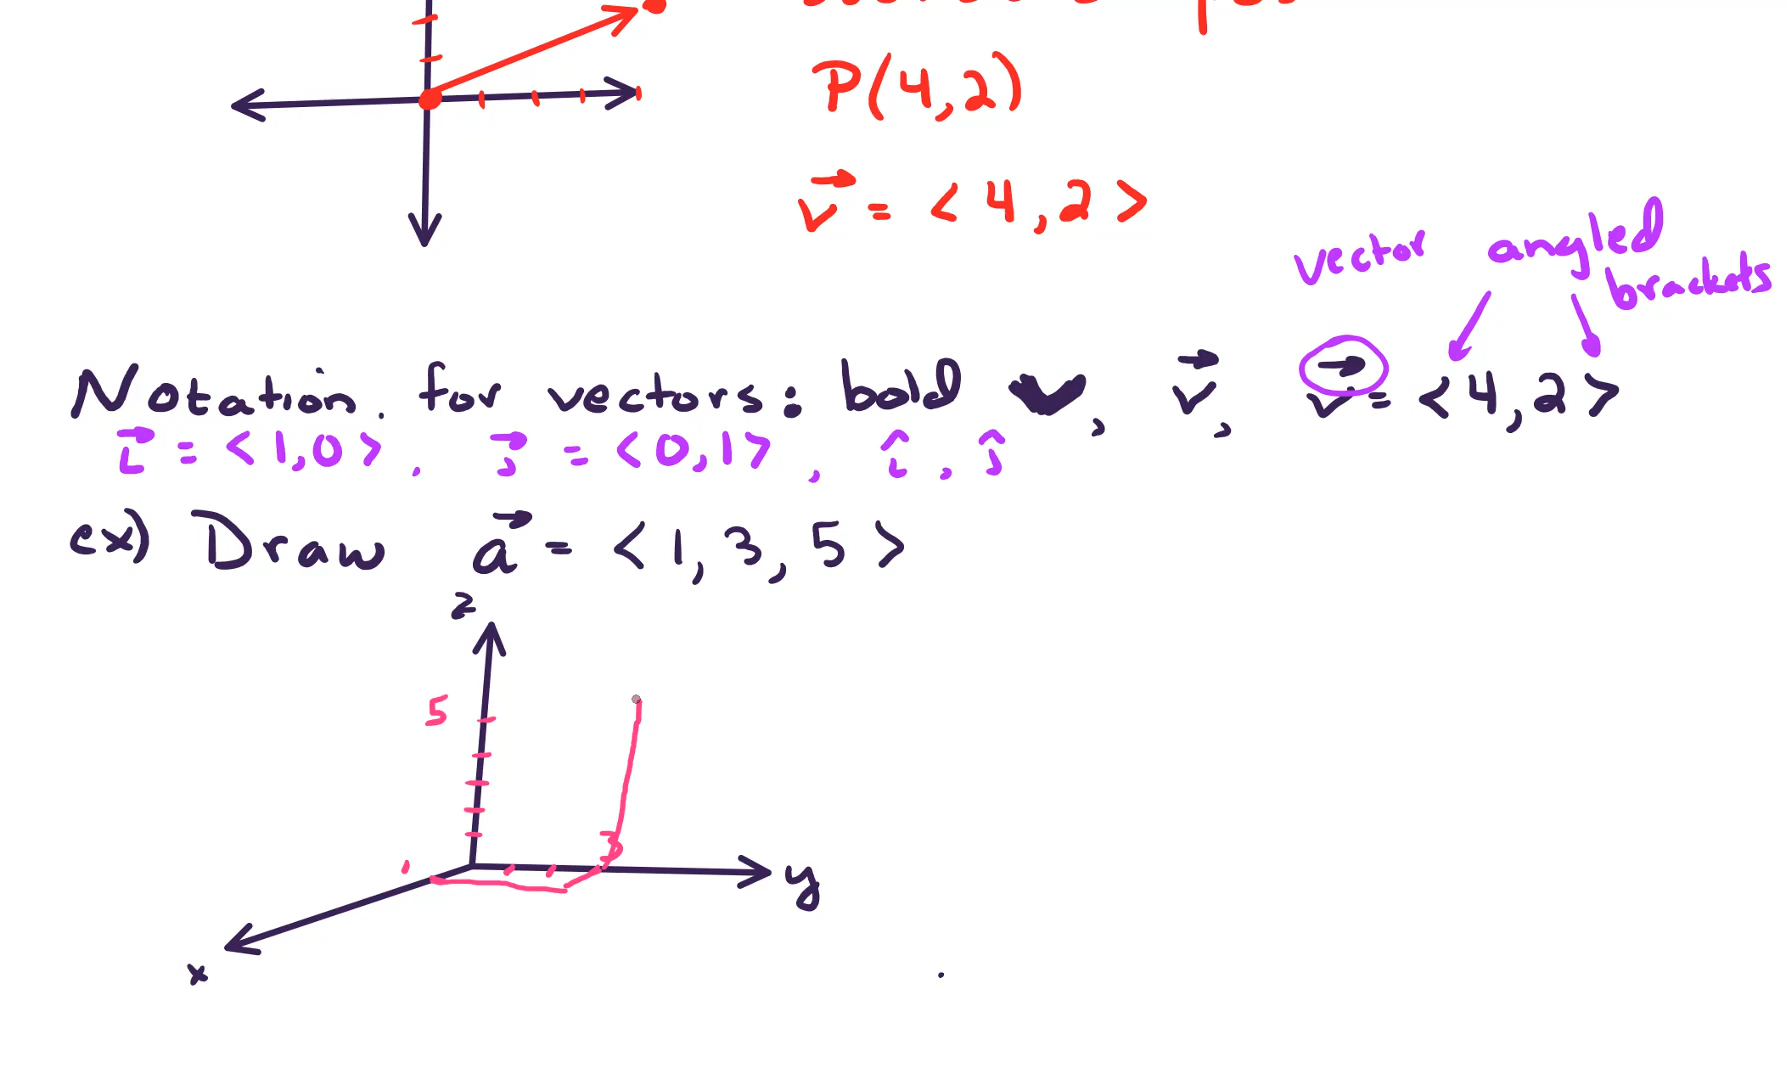 P(4,2)
v⃗ = <4,2>
vector angled brackets
Notation for vectors: bold v, v⃗, v⃗ = <4,2>
i⃗ = <1,0>, j⃗ = <0,1>, î, ĵ
ex) Draw a⃗ = <1,3,5>
z
5
1
3
y
x